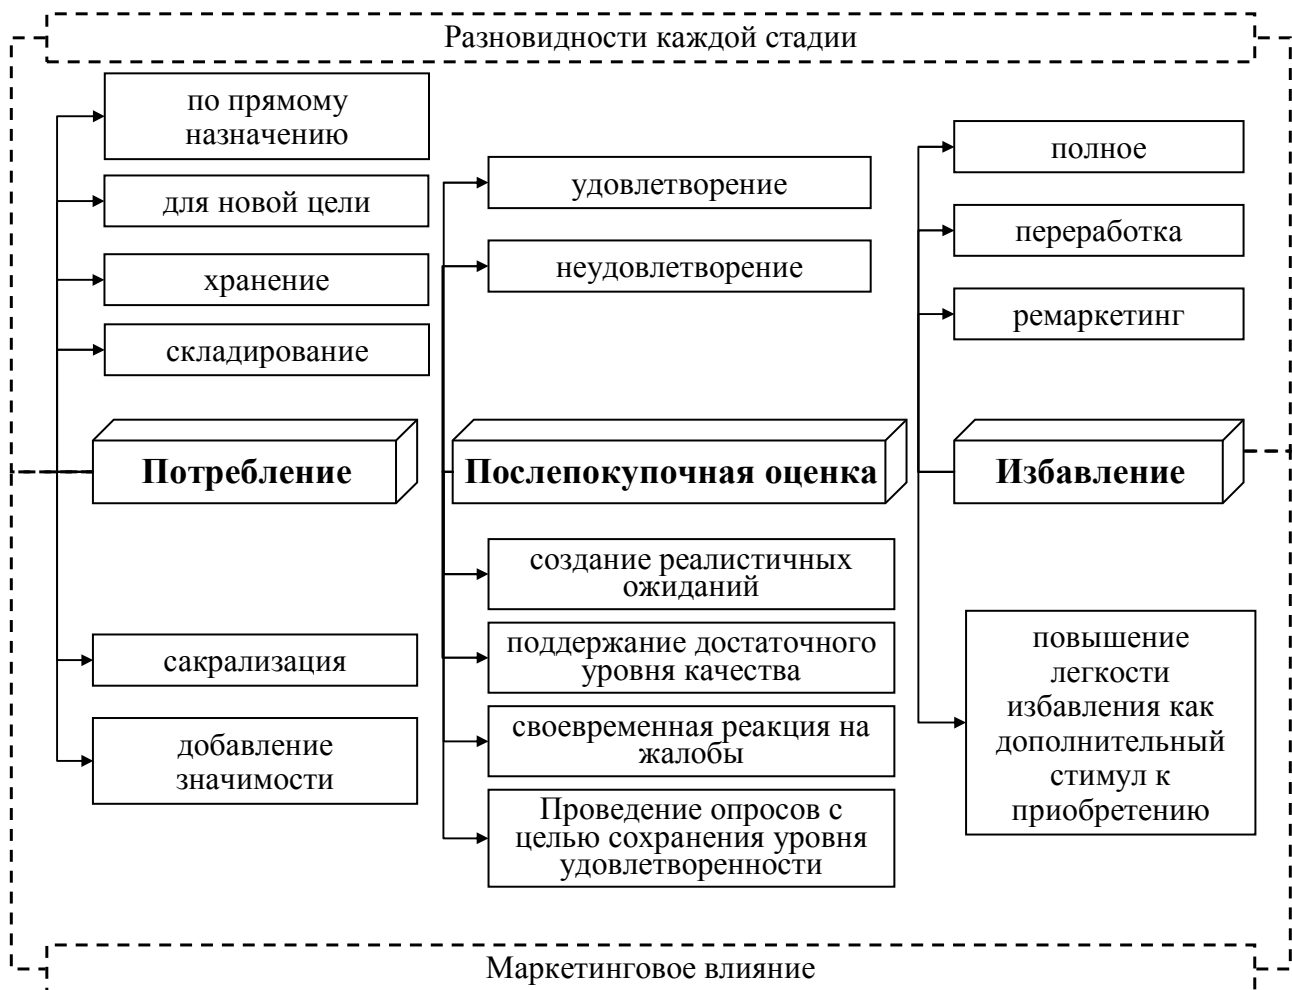 Разновидности каждой стадии
по прямому
назначению
для новой цели
хранение
складирование
удовлетворение
неудовлетворение
полное
переработка
ремаркетинг
Потребление
Послепокупочная оценка
Избавление
сакрализация
добавление
значимости
создание реалистичных
ожиданий
поддержание достаточного
уровня качества
своевременная реакция на
жалобы
Проведение опросов с
целью сохранения уровня
удовлетворенности
повышение
легкости
избавления как
дополнительный
стимул к
приобретению
Маркетинговое влияние